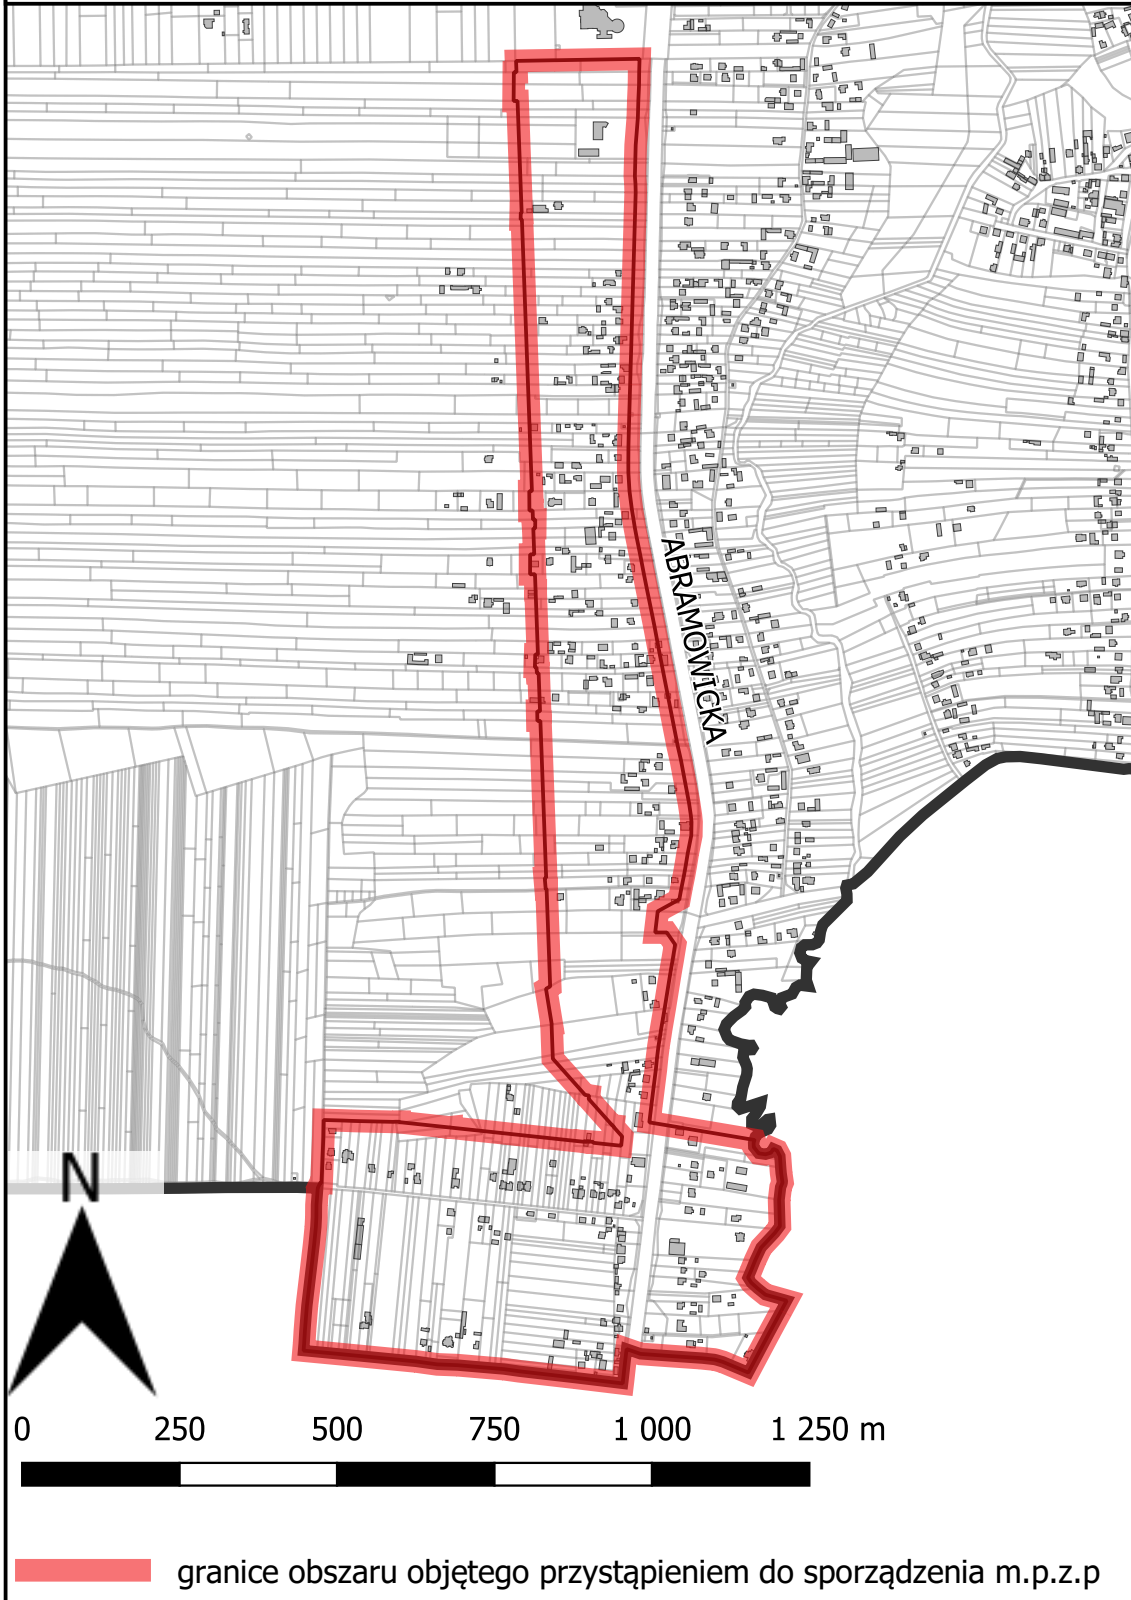 ABRAMOWICKA
N
0 250 500 750 1 000 1 250 m
granice obszaru objętego przystąpieniem do sporządzenia m.p.z.p